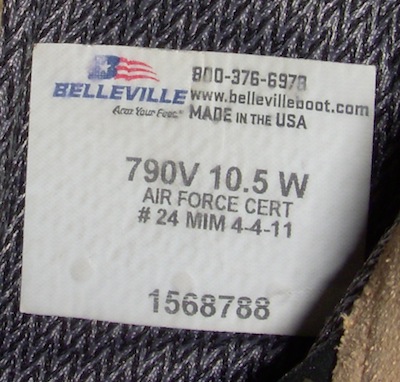 BELLEVILLE
Arm Your Feet.®
800-376-6978
www.bellevilleboot.com
MADE IN THE USA
790V 10.5 W
AIR FORCE CERT
# 24 MIM 4-4-11
1568788